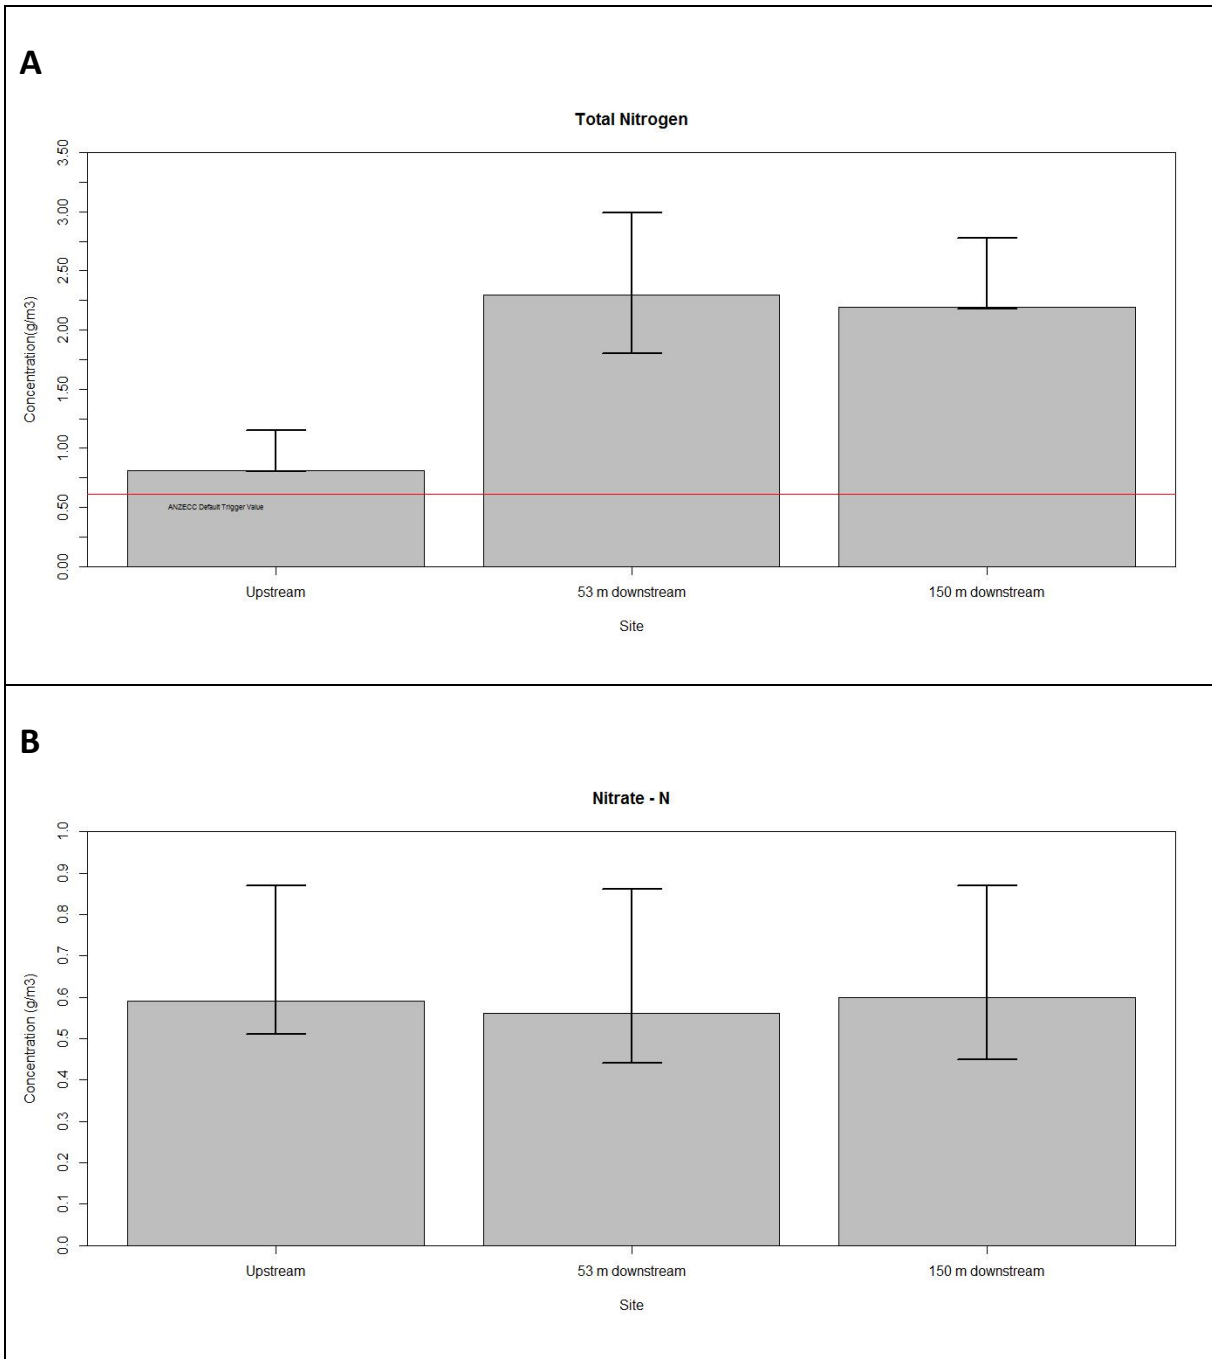 A
Total Nitrogen
3.50
3.00
2.50
2.00
1.50
1.00
0.50
0.00
Concentration(g/m3)
ANZECC Default Trigger Value
Upstream
53 m downstream
150 m downstream
Site
B
Nitrate - N
1.0
0.9
0.8
0.7
0.6
0.5
0.4
0.3
0.2
0.1
0.0
Concentration (g/m3)
Upstream
53 m downstream
150 m downstream
Site